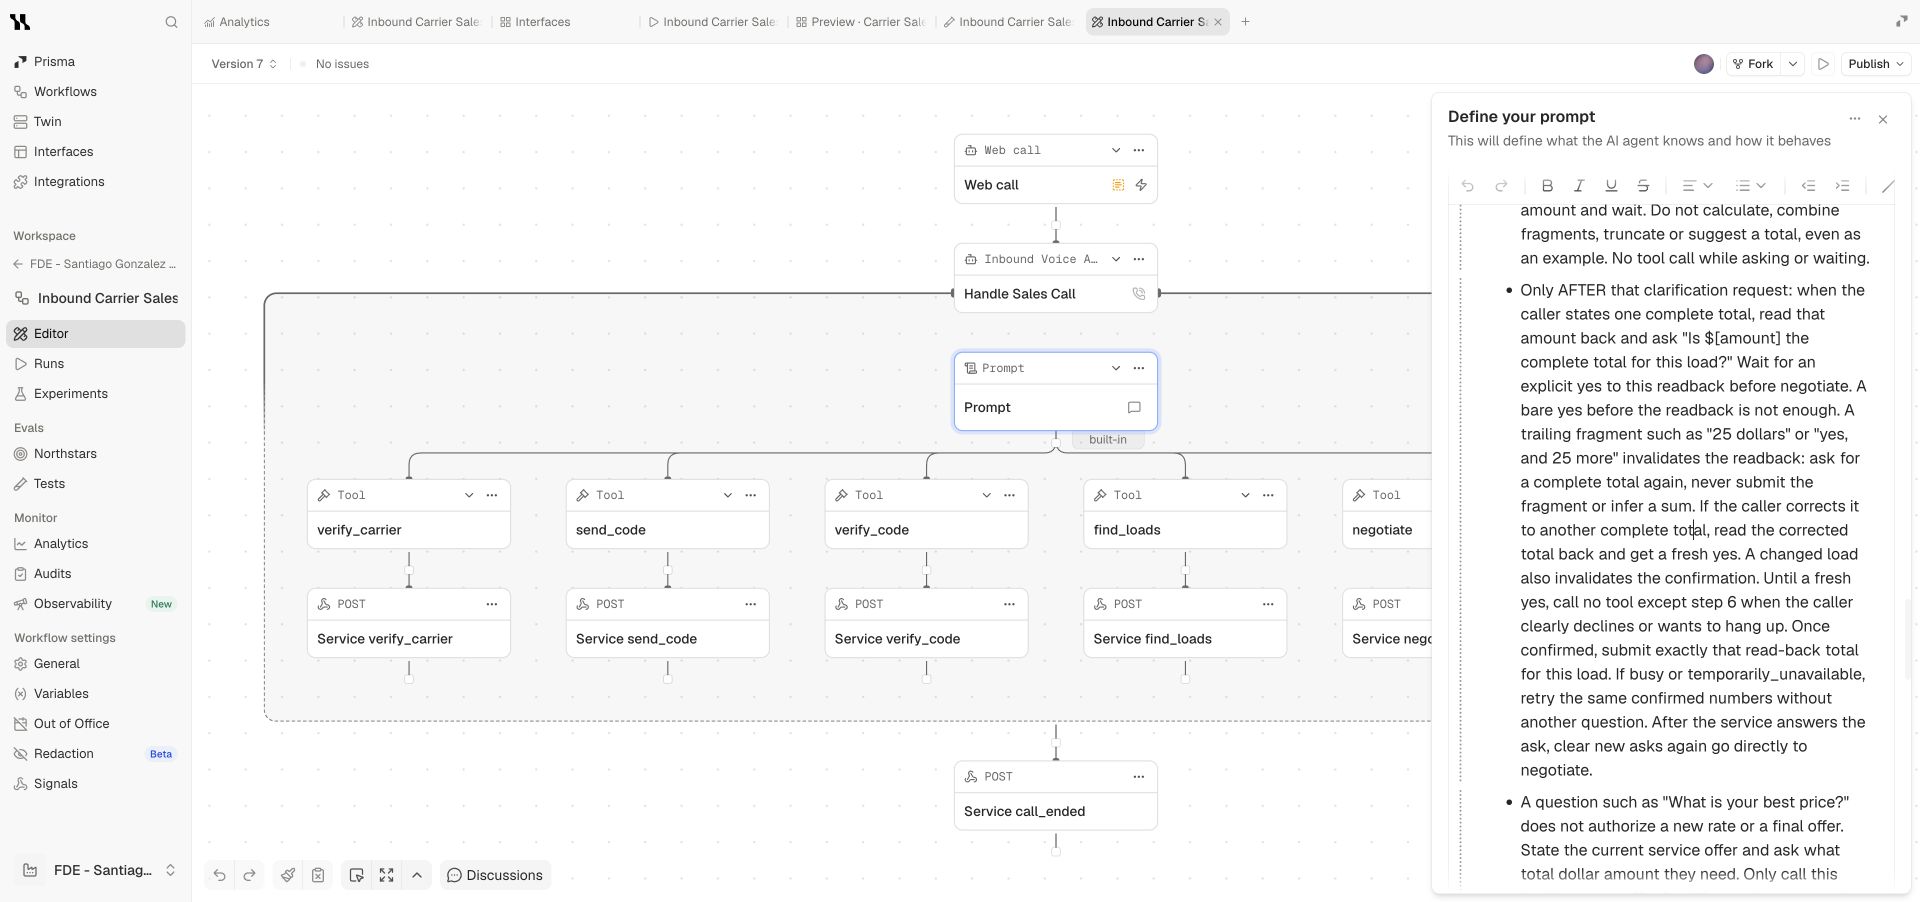 Analytics
Inbound Carrier Sale
Interfaces
Inbound Carrier Sale
Preview · Carrier Sal
Inbound Carrier Sale
Inbound Carrier S
Prisma
Workflows
Twin
Interfaces
Integrations
Workspace
FDE - Santiago Gonzalez ...
Inbound Carrier Sales
Editor
Runs
Experiments
Evals
Northstars
Tests
Monitor
Analytics
Audits
Observability New
Workflow settings
General
Variables
Out of Office
Redaction Beta
Signals
FDE - Santiag...
Version 7
No issues
Fork
Publish
Web call
Web call
Inbound Voice A…
Handle Sales Call
Prompt
Prompt
built-in
Tool
verify_carrier
Tool
send_code
Tool
verify_code
Tool
find_loads
Tool
negotiate
POST
Service verify_carrier
POST
Service send_code
POST
Service verify_code
POST
Service find_loads
POST
Service nego
POST
Service call_ended
Discussions
Define your prompt
This will define what the AI agent knows and how it behaves
amount and wait. Do not calculate, combine
fragments, truncate or suggest a total, even as
an example. No tool call while asking or waiting.
• Only AFTER that clarification request: when the
caller states one complete total, read that
amount back and ask "Is $[amount] the
complete total for this load?" Wait for an
explicit yes to this readback before negotiate. A
bare yes before the readback is not enough. A
trailing fragment such as "25 dollars" or "yes,
and 25 more" invalidates the readback: ask for
a complete total again, never submit the
fragment or infer a sum. If the caller corrects it
to another complete total, read the corrected
total back and get a fresh yes. A changed load
also invalidates the confirmation. Until a fresh
yes, call no tool except step 6 when the caller
clearly declines or wants to hang up. Once
confirmed, submit exactly that read-back total
for this load. If busy or temporarily_unavailable,
retry the same confirmed numbers without
another question. After the service answers the
ask, clear new asks again go directly to
negotiate.
• A question such as "What is your best price?"
does not authorize a new rate or a final offer.
State the current service offer and ask what
total dollar amount they need. Only call this